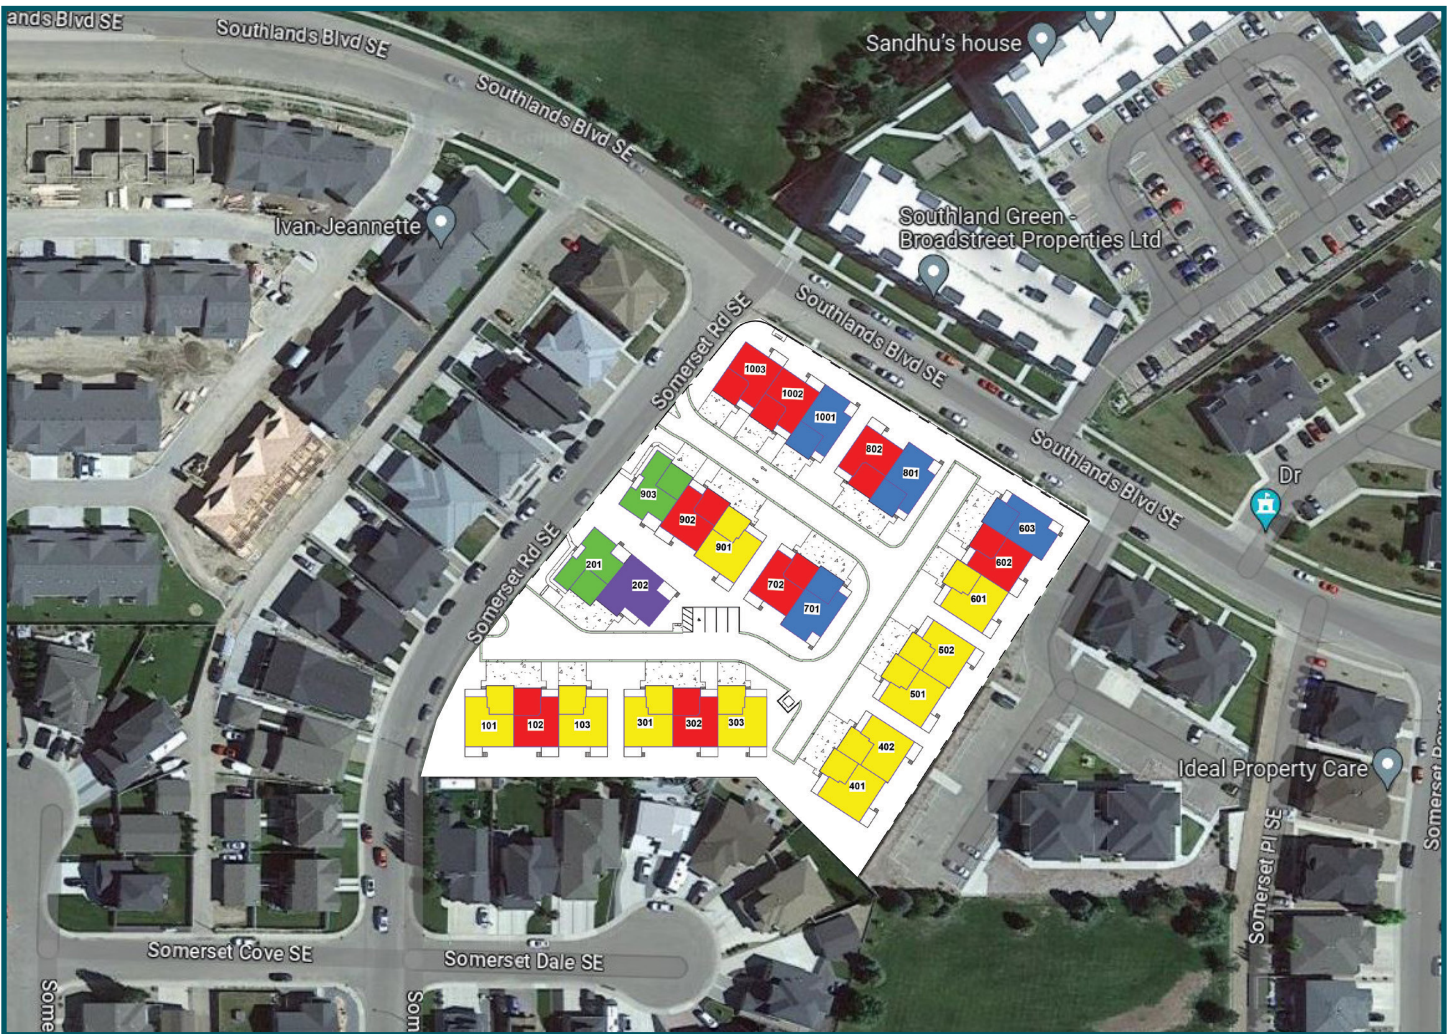 ands Blvd SE
Southlands Blvd SE
Southlands Blvd SE
Sandhu's house
Ivan Jeannette
Southland Green -
Broadstreet Properties Ltd
Southlands Blvd SE
Somerset Rd SE
1003
1002
1001
802
801
Southlands Blvd SE
Dr
903
902
901
603
602
601
Somerset Rd SE
201
202
702
701
502
501
101
102
103
301
302
303
402
401
Ideal Property Care
Somerset Pl SE
Somerset
Somerset Cove SE
Somerset Dale SE
Some
Som